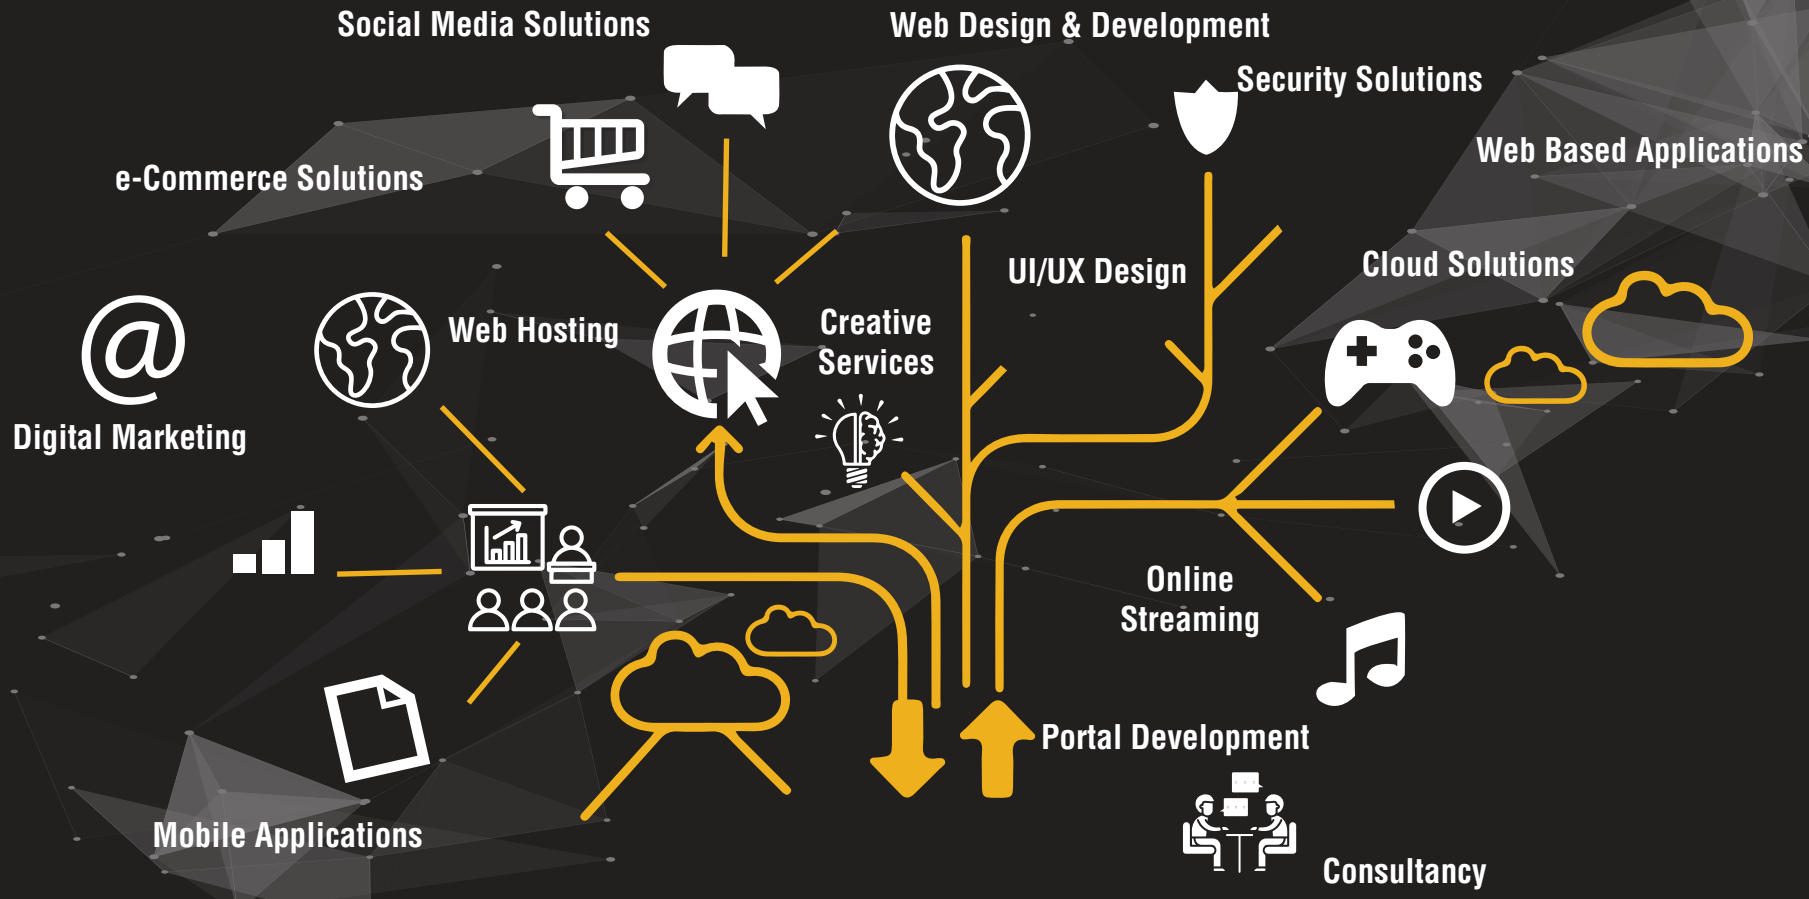 Social Media Solutions
Web Design & Development
Security Solutions
Web Based Applications
e-Commerce Solutions
UI/UX Design
Cloud Solutions
Web Hosting
Creative
Services
@
Digital Marketing
Online
Streaming
Portal Development
Mobile Applications
Consultancy